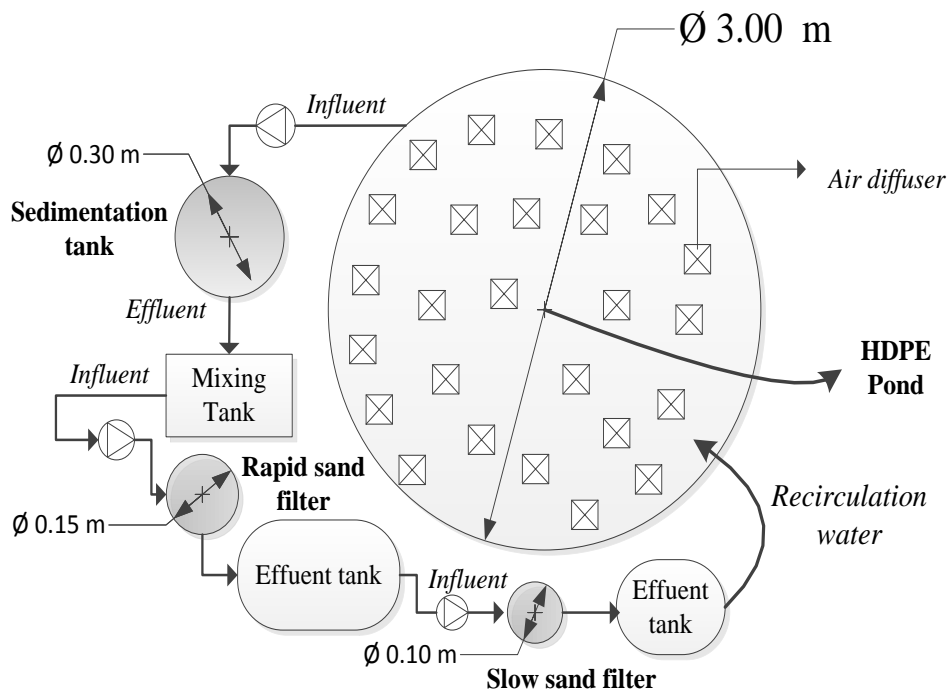 Ø 3.00 m
Influent
Ø 0.30 m
Sedimentation
tank
Air diffuser
Effluent
HDPE
Pond
Influent
Mixing
Tank
Rapid sand
filter
Ø 0.15 m
Recirculation
water
Effuent tank
Influent
Effuent
tank
Ø 0.10 m
Slow sand filter